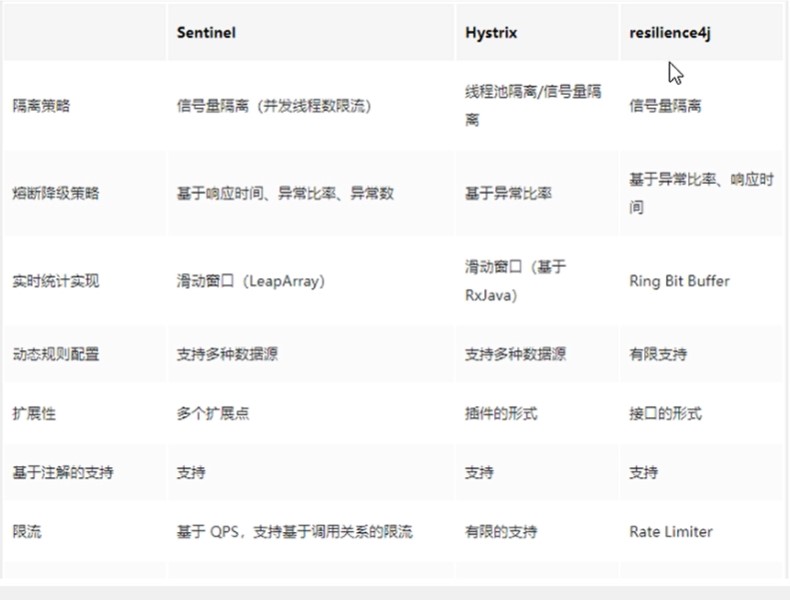 Sentinel Hystrix resilience4j
隔离策略 信号量隔离（并发线程数限流） 线程池隔离/信号量隔
离 信号量隔离
熔断降级策略 基于响应时间、异常比率、异常数 基于异常比率 基于异常比率、响应时
间
实时统计实现 滑动窗口（LeapArray） 滑动窗口（基于
RxJava） Ring Bit Buffer
动态规则配置 支持多种数据源 支持多种数据源 有限支持
扩展性 多个扩展点 插件的形式 接口的形式
基于注解的支持 支持 支持 支持
限流 基于 QPS，支持基于调用关系的限流 有限的支持 Rate Limiter